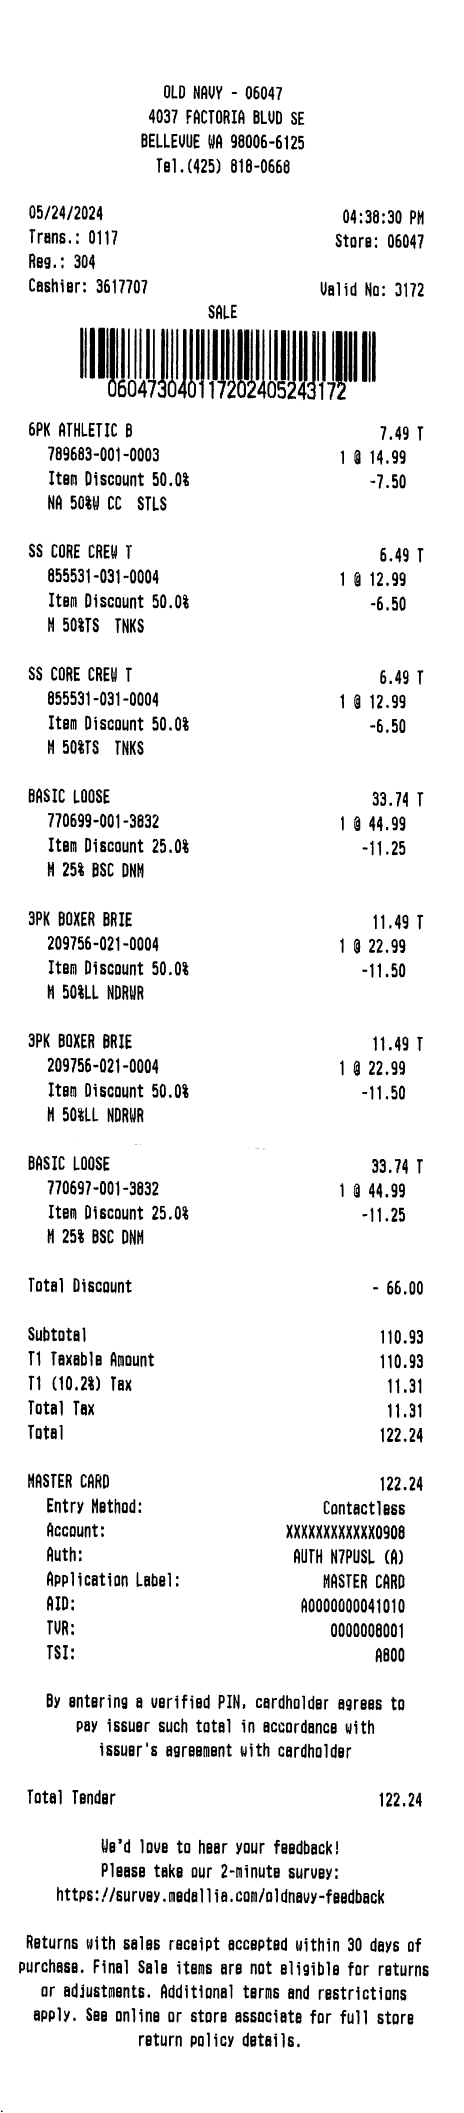 OLD NAVY - 06047
4037 FACTORIA BLVD SE
BELLEVUE WA 98006-6125
Tel.(425) 818-0668
05/24/2024 04:38:30 PM
Trans.: 0117 Store: 06047
Reg.: 304
Cashier: 3617707 Valid No: 3172
SALE
060473040117202405243172
6PK ATHLETIC B 7.49 T
789683-001-0003 1 @ 14.99
Item Discount 50.0% -7.50
NA 50%W CC STLS
SS CORE CREW T 6.49 T
855531-031-0004 1 @ 12.99
Item Discount 50.0% -6.50
M 50%TS TNKS
SS CORE CREW T 6.49 T
855531-031-0004 1 @ 12.99
Item Discount 50.0% -6.50
M 50%TS TNKS
BASIC LOOSE 33.74 T
770699-001-3832 1 @ 44.99
Item Discount 25.0% -11.25
M 25% BSC DNM
3PK BOXER BRIE 11.49 T
209756-021-0004 1 @ 22.99
Item Discount 50.0% -11.50
M 50%LL NDRWR
3PK BOXER BRIE 11.49 T
209756-021-0004 1 @ 22.99
Item Discount 50.0% -11.50
M 50%LL NDRWR
BASIC LOOSE 33.74 T
770697-001-3832 1 @ 44.99
Item Discount 25.0% -11.25
M 25% BSC DNM
Total Discount - 66.00
Subtotal 110.93
T1 Taxable Amount 110.93
T1 (10.2%) Tax 11.31
Total Tax 11.31
Total 122.24
MASTER CARD 122.24
Entry Method: Contactless
Account: XXXXXXXXXXXX0908
Auth: AUTH N7PUSL (A)
Application Label: MASTER CARD
AID: A0000000041010
TVR: 0000008001
TSI: A800
By entering a verified PIN, cardholder agrees to
pay issuer such total in accordance with
issuer's agreement with cardholder
Total Tender 122.24
We'd love to hear your feedback!
Please take our 2-minute survey:
https://survey.medallia.com/oldnavy-feedback
Returns with sales receipt accepted within 30 days of
purchase. Final Sale items are not eligible for returns
or adjustments. Additional terms and restrictions
apply. See online or store associate for full store
return policy details.